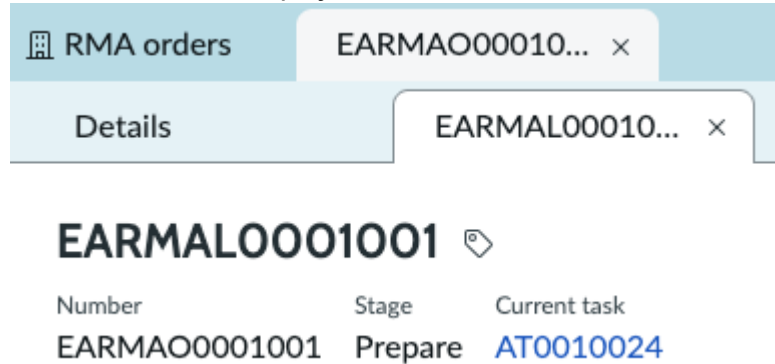 RMA orders EARMAO00010... ×
Details EARMAL00010... ×
EARMAL0001001
Number Stage Current task
EARMAO0001001 Prepare AT0010024